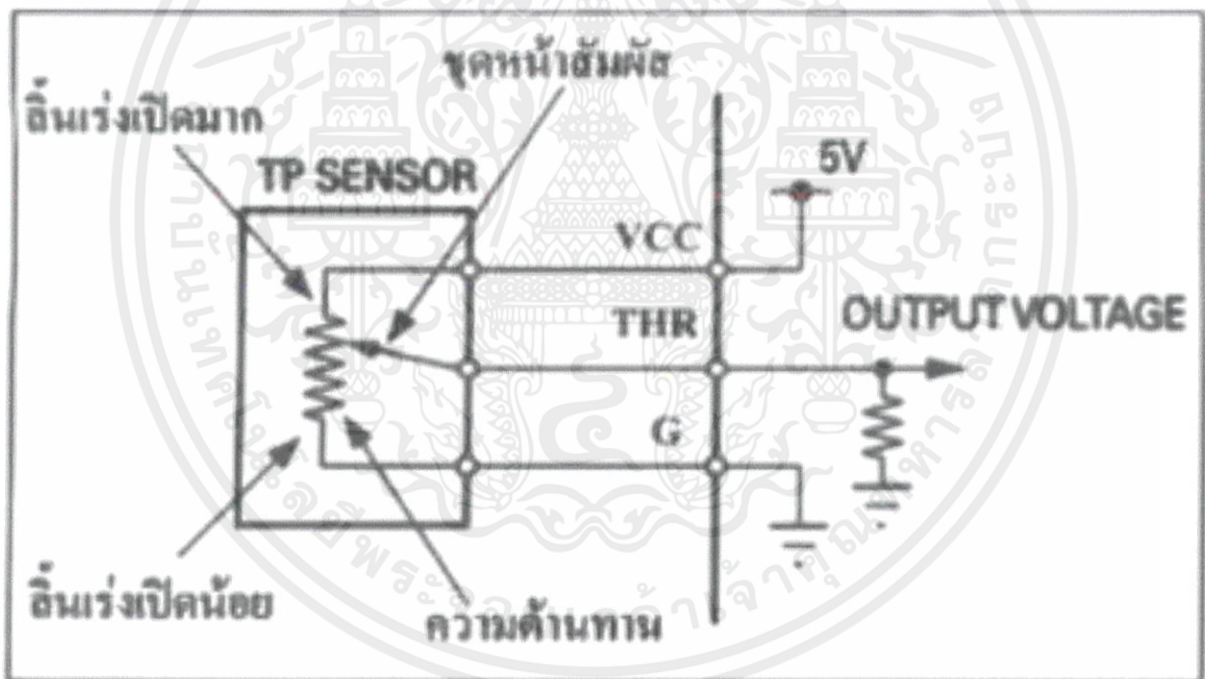 ชุดหน้าสัมผัส
ลิ้นเร่งเปิดมาก
TP SENSOR
5V
VCC
THR
OUTPUT VOLTAGE
G
ลิ้นเร่งเปิดน้อย
ความต้านทาน